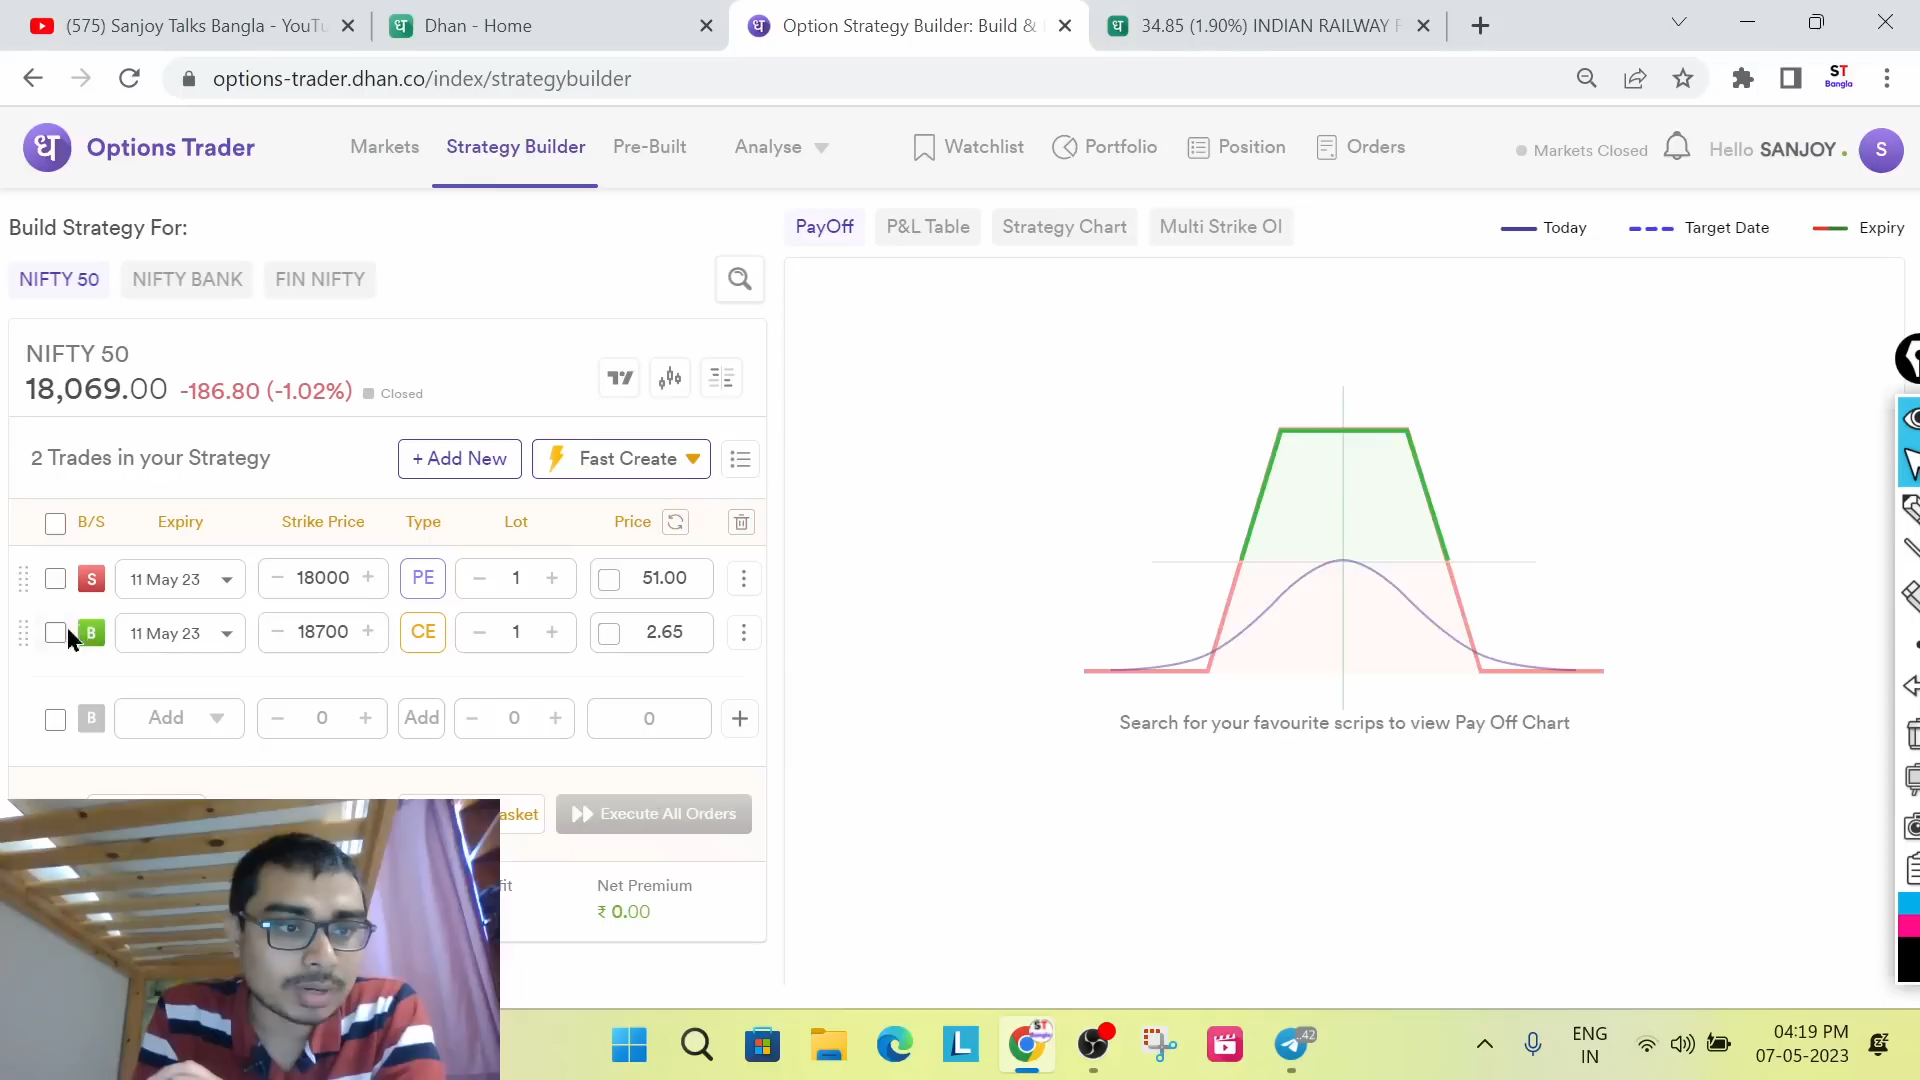 (575) Sanjoy Talks Bangla - YouTu
Dhan - Home
Option Strategy Builder: Build &
34.85 (1.90%) INDIAN RAILWAY F
options-trader.dhan.co/index/strategybuilder
ST
Bangla
Options Trader
Markets
Strategy Builder
Pre-Built
Analyse
Watchlist
Portfolio
Position
Orders
Markets Closed
Hello SANJOY.
S
Build Strategy For:
PayOff
P&L Table
Strategy Chart
Multi Strike OI
Today
Target Date
Expiry
NIFTY 50
NIFTY BANK
FIN NIFTY
NIFTY 50
18,069.00 -186.80 (-1.02%) Closed
2 Trades in your Strategy
+ Add New
Fast Create
B/S Expiry Strike Price Type Lot Price
S 11 May 23 − 18000 + PE − 1 + 51.00
B 11 May 23 − 18700 + CE − 1 + 2.65
B Add − 0 + Add − 0 + 0 +
Search for your favourite scrips to view Pay Off Chart
asket
Execute All Orders
fit
Net Premium
₹ 0.00
ENG
IN
04:19 PM
07-05-2023
42